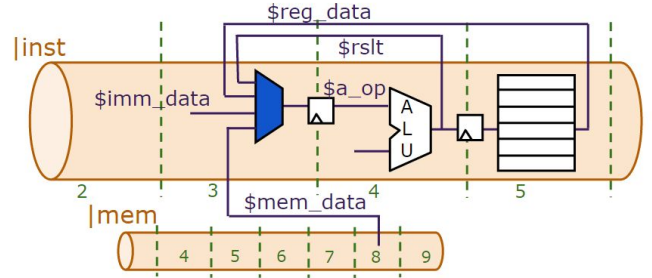 $reg_data
|inst
$rslt
$imm_data
$a_op
A
L
U
2 3 4 5
|mem
$mem_data
4 5 6 7 8 9